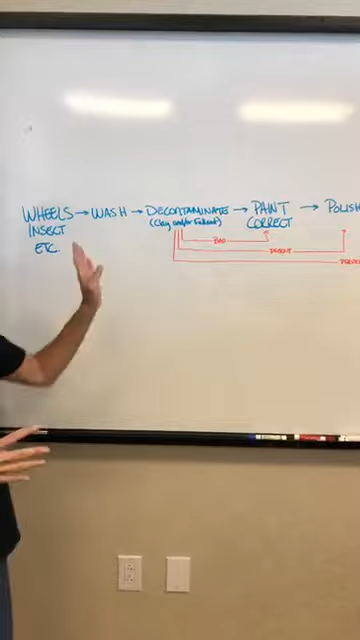 WHEELS → WASH → DECONTAMINATE → PAINT → POLISH
INSECT (Clay and/or Fallout) CORRECT
ETC.
BAD
DECENT